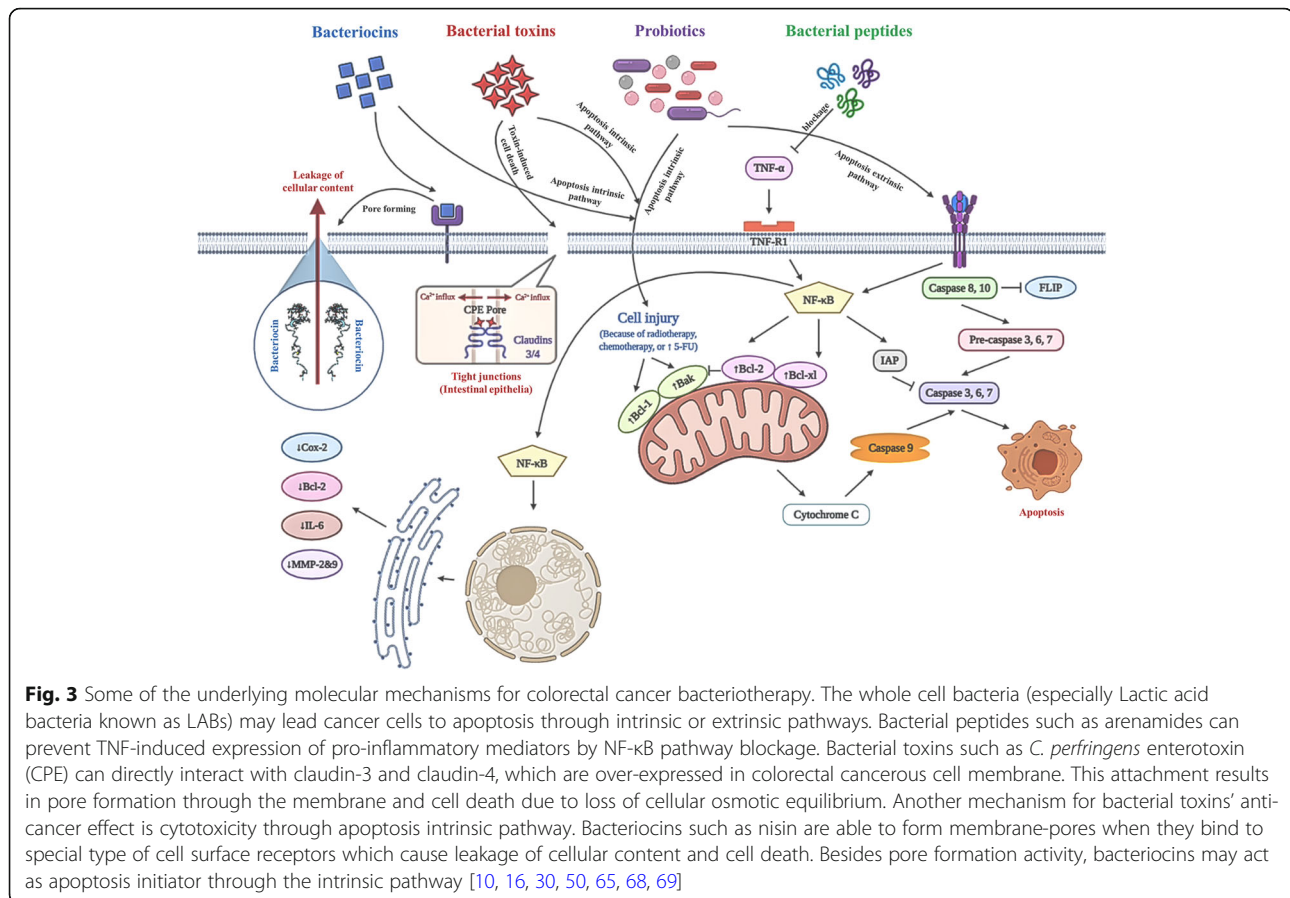 Bacteriocins
Bacterial toxins
Probiotics
Bacterial peptides
Apoptosis intrinsic
pathway
Toxin-induced
cell death
Apoptosis intrinsic
pathway
Apoptosis intrinsic
pathway
blockage
Apoptosis extrinsic
pathway
TNF-α
Leakage of
cellular content
Pore forming
TNF-R1
Ca²⁺ influx
Ca²⁺ influx
CPE Pore
Claudins
3/4
Tight junctions
(Intestinal epithelia)
Bacteriocin
Bacteriocin
NF-κB
Caspase 8, 10
FLIP
Cell injury
(Because of radiotherapy,
chemotherapy, or ↑ 5-FU)
Pre-caspase 3, 6, 7
IAP
↑Bcl-2
↑Bcl-xl
↑Bak
↑Bcl-1
Caspase 3, 6, 7
↓Cox-2
↓Bcl-2
↓IL-6
↓MMP-2&9
NF-κB
Caspase 9
Cytochrome C
Apoptosis
Fig. 3 Some of the underlying molecular mechanisms for colorectal cancer bacteriotherapy. The whole cell bacteria (especially Lactic acid
bacteria known as LABs) may lead cancer cells to apoptosis through intrinsic or extrinsic pathways. Bacterial peptides such as arenamides can
prevent TNF-induced expression of pro-inflammatory mediators by NF-κB pathway blockage. Bacterial toxins such as C. perfringens enterotoxin
(CPE) can directly interact with claudin-3 and claudin-4, which are over-expressed in colorectal cancerous cell membrane. This attachment results
in pore formation through the membrane and cell death due to loss of cellular osmotic equilibrium. Another mechanism for bacterial toxins' anti-
cancer effect is cytotoxicity through apoptosis intrinsic pathway. Bacteriocins such as nisin are able to form membrane-pores when they bind to
special type of cell surface receptors which cause leakage of cellular content and cell death. Besides pore formation activity, bacteriocins may act
as apoptosis initiator through the intrinsic pathway [10, 16, 30, 50, 65, 68, 69]